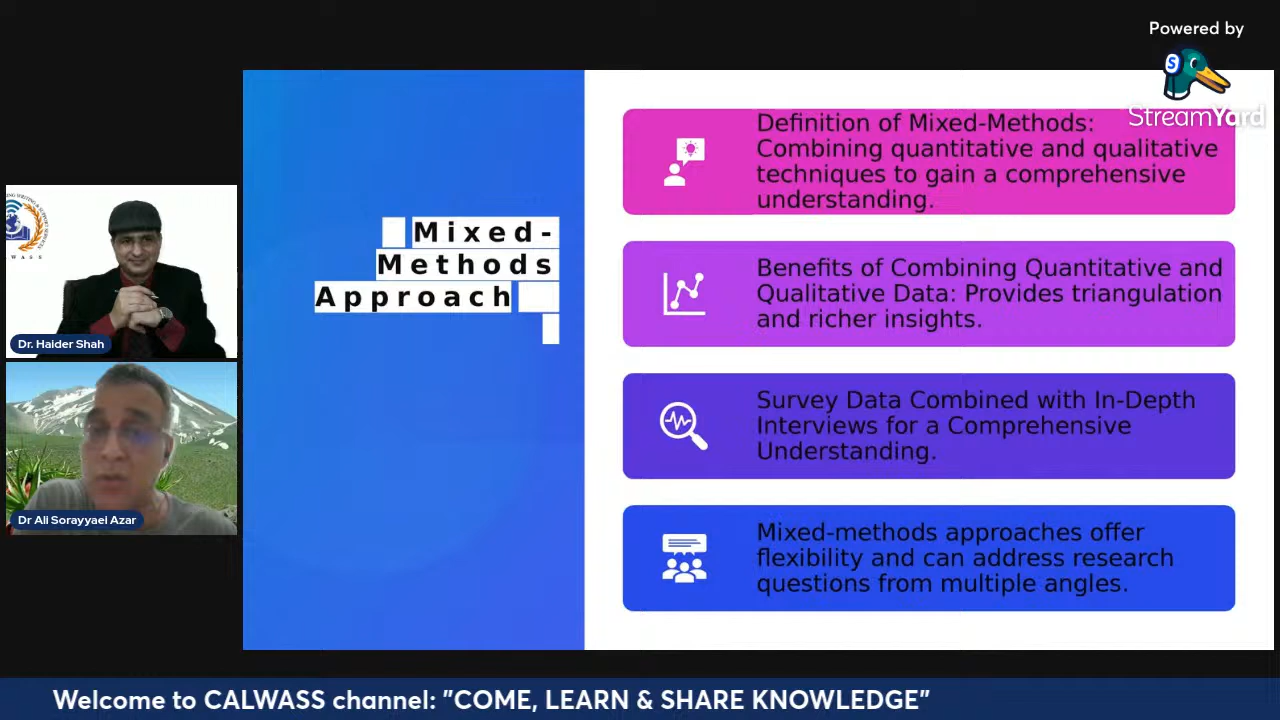 Powered by
StreamYard
Mixed-
Methods
Approach
Definition of Mixed-Methods:
Combining quantitative and qualitative
techniques to gain a comprehensive
understanding.
Benefits of Combining Quantitative and
Qualitative Data: Provides triangulation
and richer insights.
Survey Data Combined with In-Depth
Interviews for a Comprehensive
Understanding.
Mixed-methods approaches offer
flexibility and can address research
questions from multiple angles.
Dr. Haider Shah
Dr Ali Sorayyaei Azar
Welcome to CALWASS channel: "COME, LEARN & SHARE KNOWLEDGE"